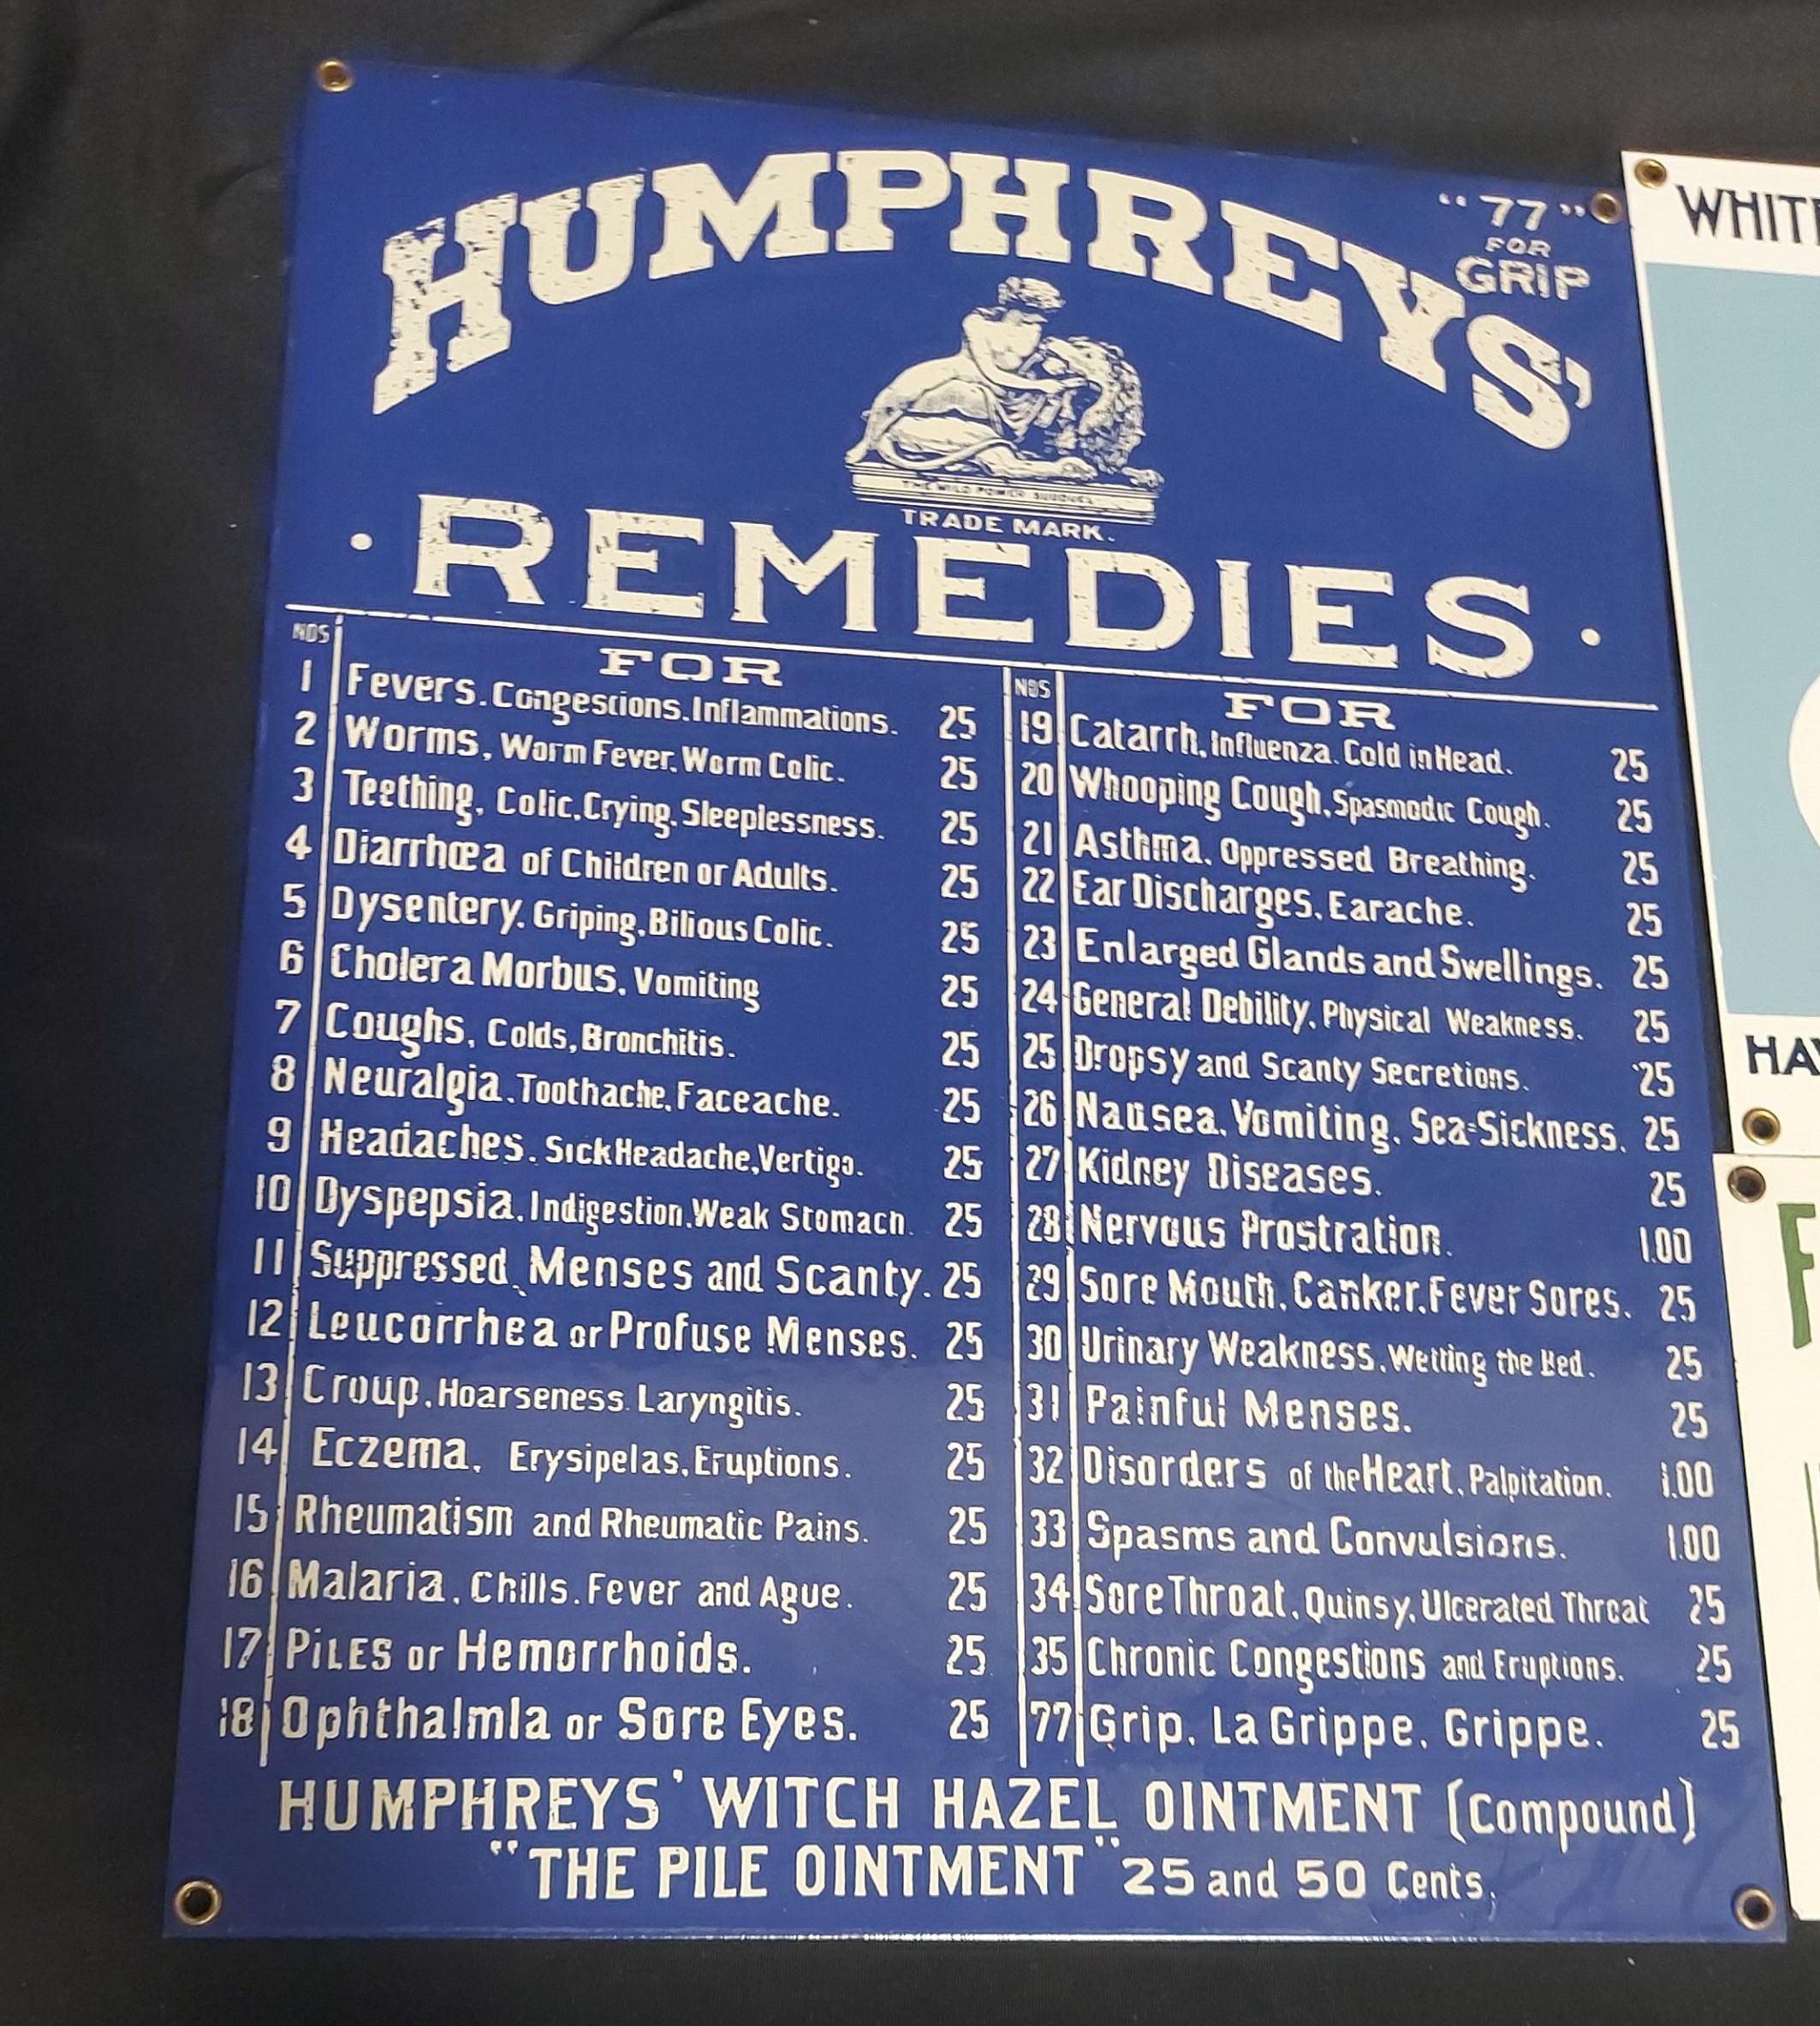 HUMPHREYS'
"77"
FOR
GRIP
TRADE MARK.
· REMEDIES ·
NOS FOR
1 Fevers. Congestions. Inflammations. 25
2 Worms, Worm Fever. Worm Colic. 25
3 Teething, Colic, Crying, Sleeplessness. 25
4 Diarrhœa of Children or Adults. 25
5 Dysentery, Griping, Bilious Colic. 25
6 Cholera Morbus, Vomiting 25
7 Coughs, Colds, Bronchitis. 25
8 Neuralgia, Toothache, Faceache. 25
9 Headaches. Sick Headache, Vertigo. 25
10 Dyspepsia, Indigestion. Weak Stomach. 25
11 Suppressed Menses and Scanty. 25
12 Leucorrhea or Profuse Menses. 25
13 Croup, Hoarseness. Laryngitis. 25
14 Eczema, Erysipelas, Eruptions. 25
15 Rheumatism and Rheumatic Pains. 25
16 Malaria, Chills. Fever and Ague. 25
17 PILES or Hemorrhoids. 25
18 Ophthalmla or Sore Eyes. 25
NOS FOR
19 Catarrh, Influenza. Cold in Head. 25
20 Whooping Cough, Spasmodic Cough. 25
21 Asthma. Oppressed Breathing. 25
22 Ear Discharges, Earache. 25
23 Enlarged Glands and Swellings. 25
24 General Debility, Physical Weakness. 25
25 Dropsy and Scanty Secretions. 25
26 Nausea, Vomiting, Sea-Sickness. 25
27 Kidney Diseases. 25
28 Nervous Prostration. 1.00
29 Sore Mouth, Canker, Fever Sores. 25
30 Urinary Weakness, Wetting the Bed. 25
31 Painful Menses. 25
32 Disorders of the Heart, Palpitation. 1.00
33 Spasms and Convulsions. 1.00
34 Sore Throat, Quinsy, Ulcerated Throat 25
35 Chronic Congestions and Eruptions. 25
77 Grip, La Grippe, Grippe. 25
HUMPHREYS' WITCH HAZEL OINTMENT (Compound)
"THE PILE OINTMENT" 25 and 50 Cents.
WHIT
HA
F